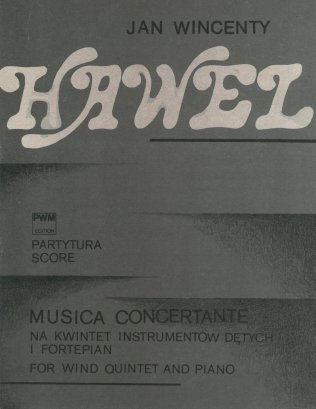 JAN WINCENTY
HAWEL
PWM
EDITION
PARTYTURA
SCORE
MUSICA CONCERTANTE
NA KWINTET INSTRUMENTÓW DĘTYCH
I FORTEPIAN
FOR WIND QUINTET AND PIANO